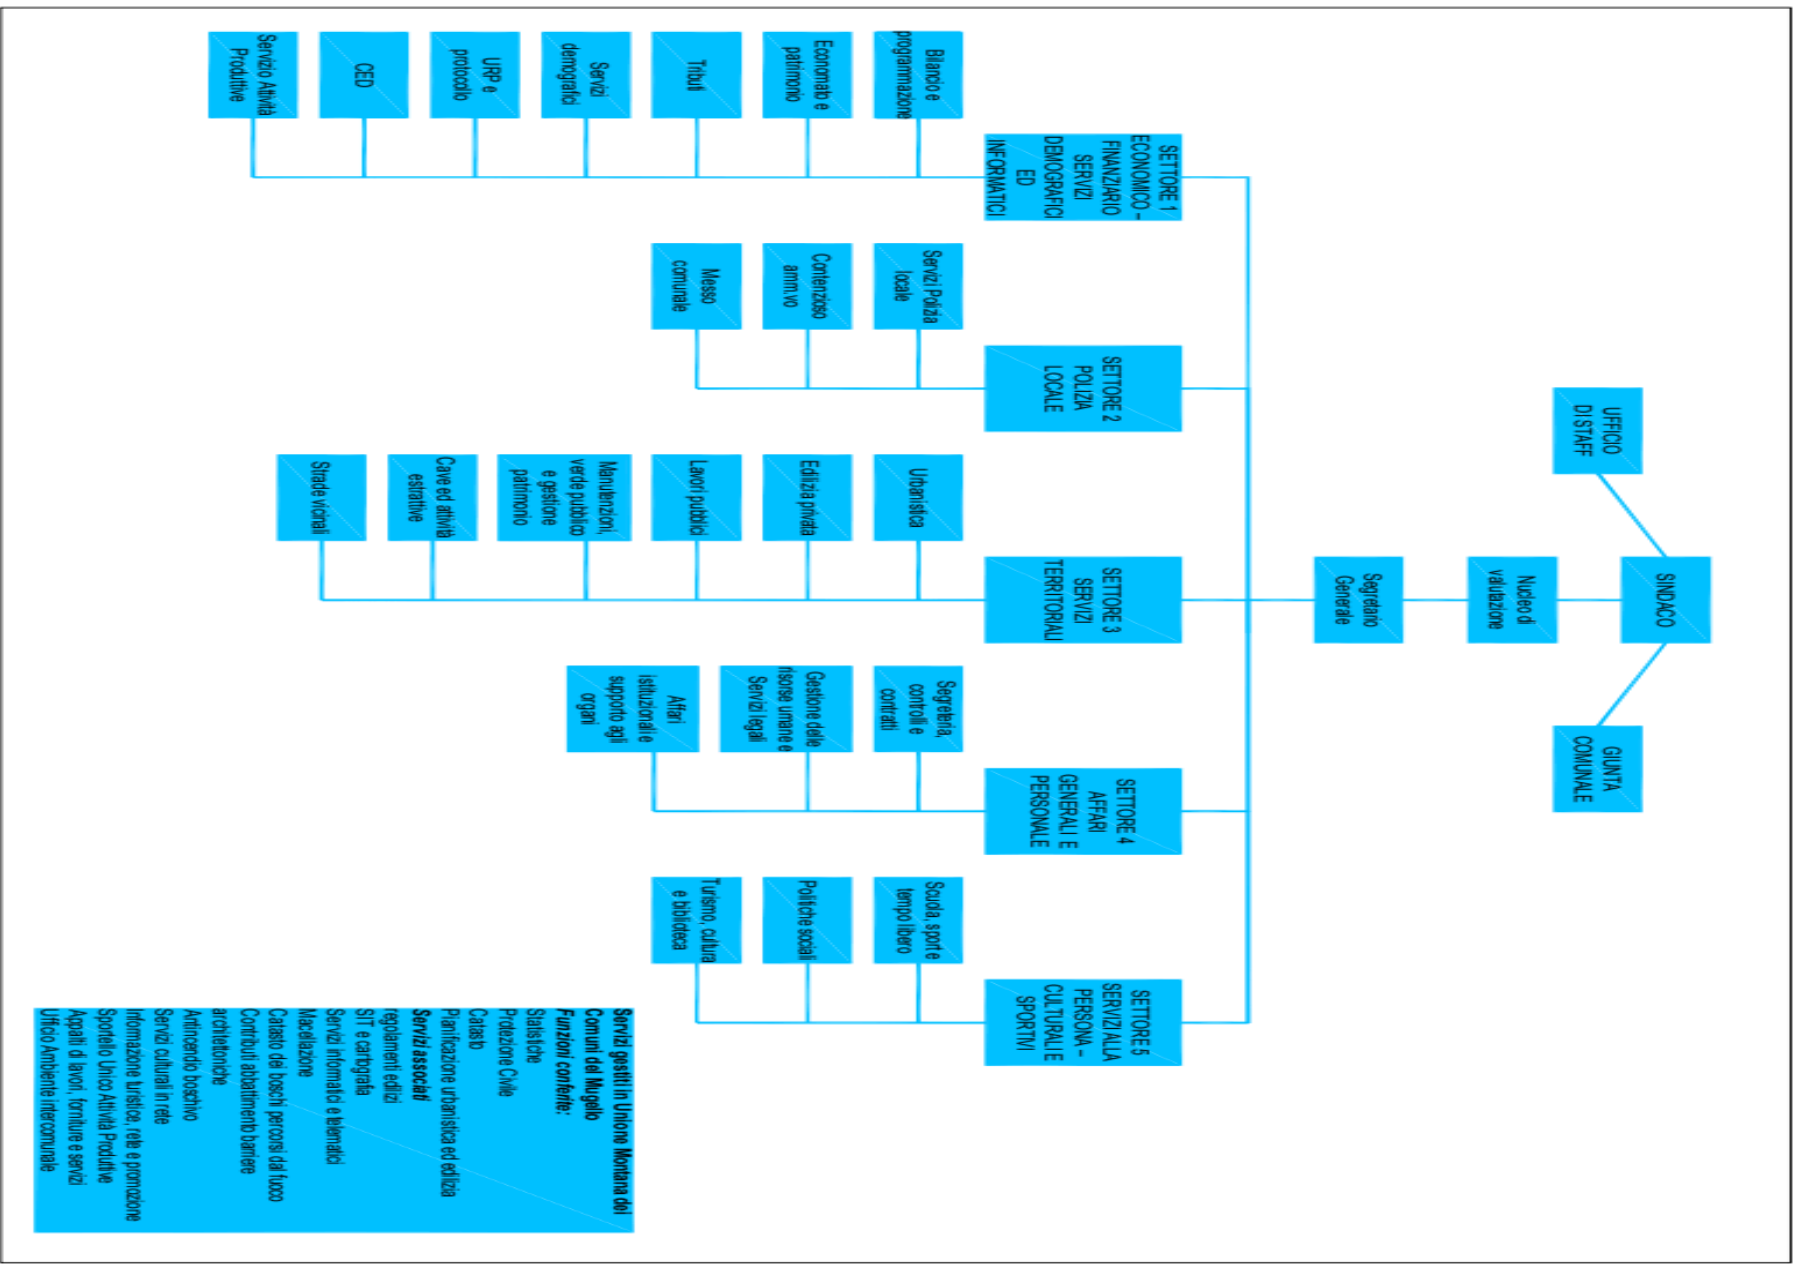 SINDACO
UFFICIO
DI STAFF
GIUNTA
COMUNALE
Nucleo di
valutazione
Segretario
Generale
SETTORE 1
ECONOMICO –
FINANZIARIO
SERVIZI
DEMOGRAFICI
ED
INFORMATICI
Bilancio e
programmazione
Economato e
patrimonio
Tributi
Servizi
demografici
URP e
protocollo
CED
Servizio Attività
Produttive
SETTORE 2
POLIZIA
LOCALE
Servizi Polizia
locale
Contenzioso
amm.vo
Messo
comunale
SETTORE 3
SERVIZI
TERRITORIALI
Urbanistica
Edilizia privata
Lavori pubblici
Manutenzioni,
verde pubblico
e gestione
patrimonio
Cave ed attività
estrattive
Strade vicinali
SETTORE 4
AFFARI
GENERALI E
PERSONALE
Segreteria,
controlli e
contratti
Gestione delle
risorse umane e
Servizi legali
Affari
istituzionali e
supporto agli
organi
SETTORE 5
SERVIZI ALLA
PERSONA –
CULTURALI E
SPORTIVI
Scuola, sport e
tempo libero
Politiche sociali
Turismo, cultura
e biblioteca
Servizi gestiti in Unione Montana dei
Comuni del Mugello
Funzioni conferite:
Statistiche
Protezione Civile
Catasto
Pianificazione urbanistica ed edilizia
Servizi associati
regolamenti edilizi
SIT e cartografia
Servizi informatici e telematici
Macellazione
Catasto dei boschi percorsi dal fuoco
Contributi abbattimento barriere
architettoniche
Antincendio boschivo
Servizi culturali in rete
Informazione turistica, rete e promozione
Sportello Unico Attività Produttive
Appalti di lavori, forniture e servizi
Ufficio Ambiente intercomunale